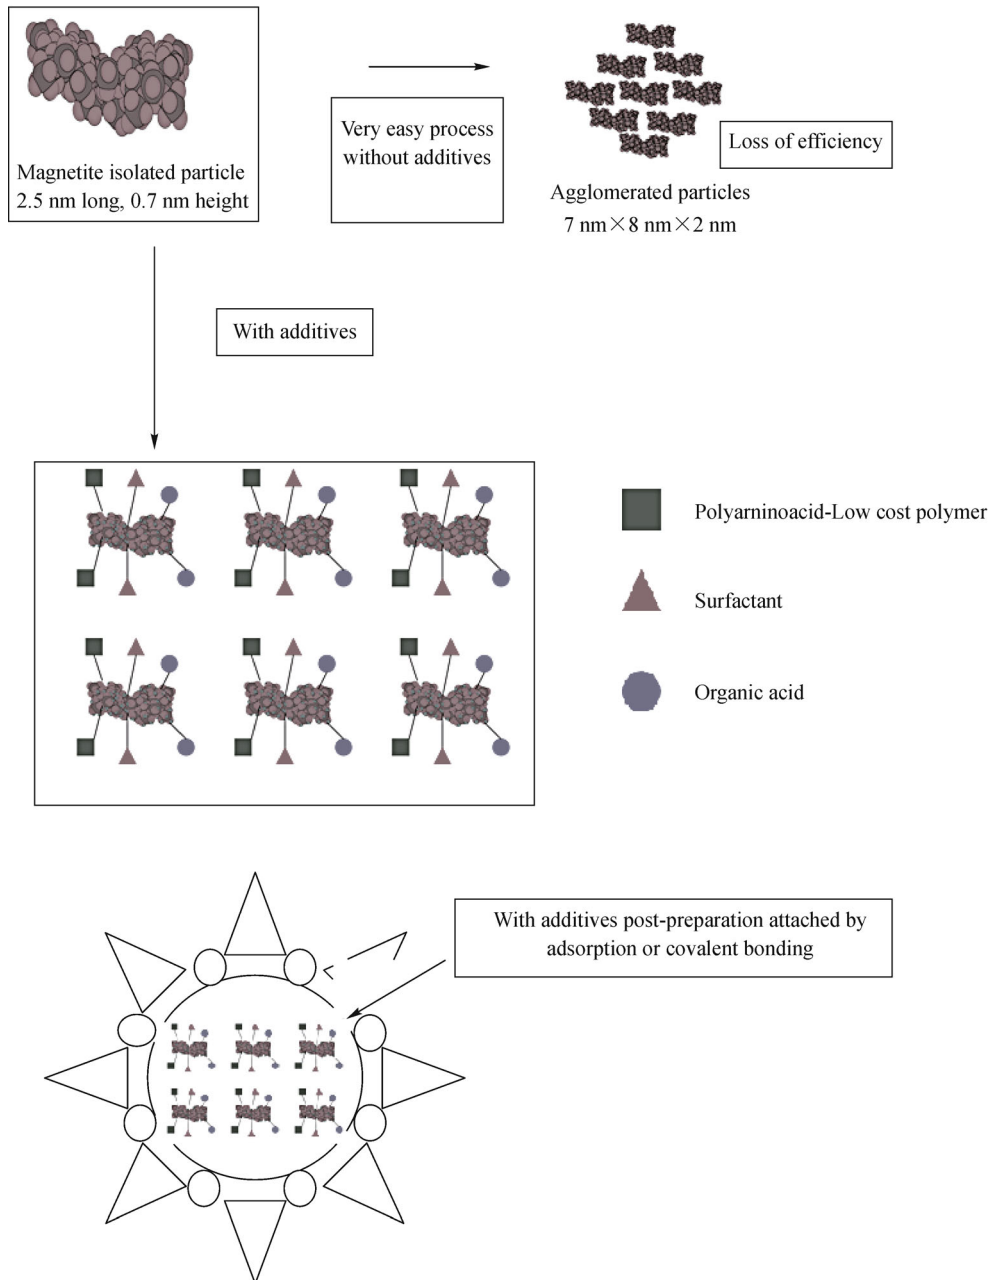 Magnetite isolated particle
2.5 nm long, 0.7 nm height
Very easy process
without additives
Loss of efficiency
Agglomerated particles
7 nm×8 nm×2 nm
With additives
Polyarninoacid-Low cost polymer
Surfactant
Organic acid
With additives post-preparation attached by
adsorption or covalent bonding